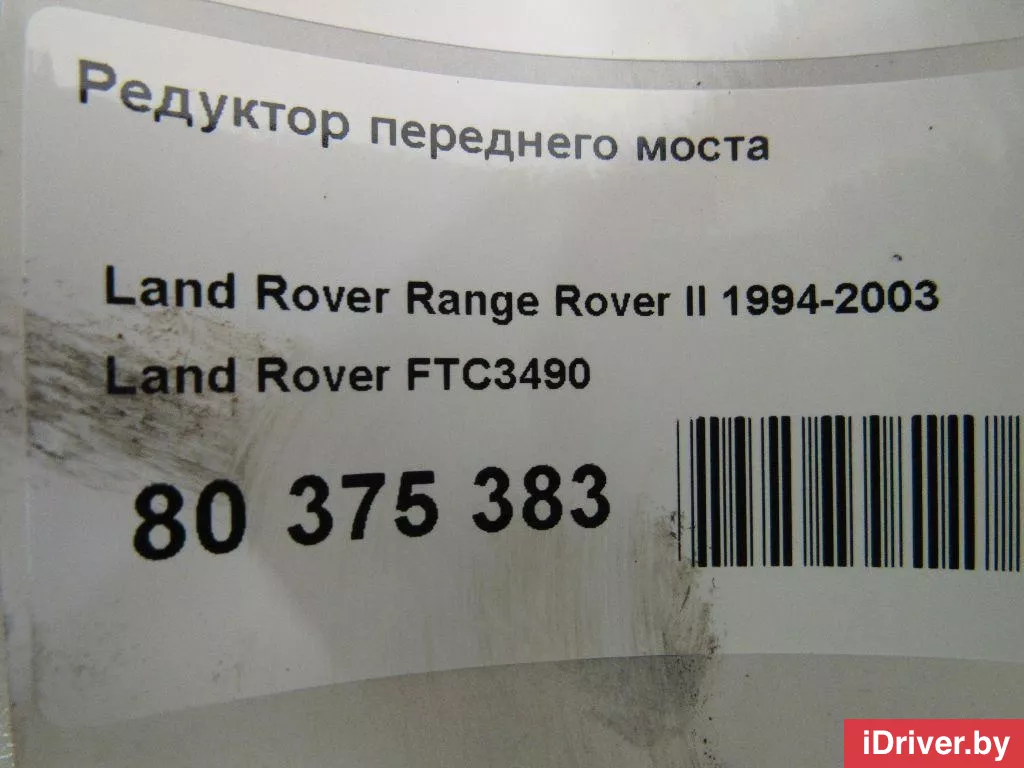 Редуктор переднего моста
Land Rover Range Rover II 1994-2003
Land Rover FTC3490
80 375 383
iDriver.by